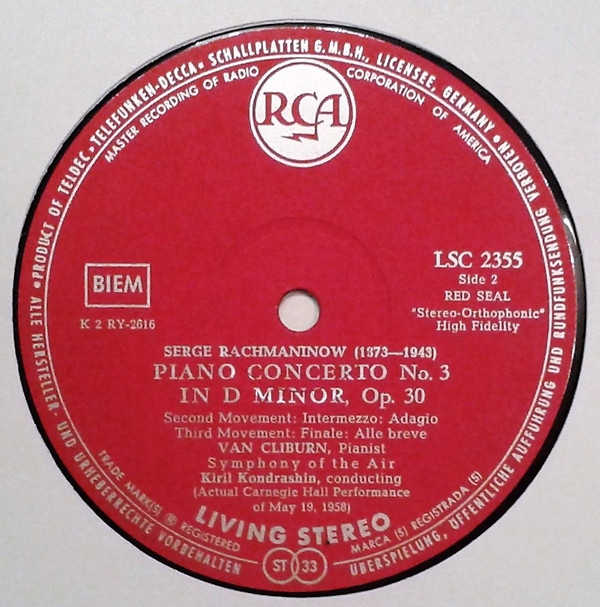 • PRODUCT OF TELDEC »TELEFUNKEN-DECCA« SCHALLPLATTEN G.M.B.H., LICENSEE, GERMANY •
MASTER RECORDING OF RADIO CORPORATION OF AMERICA
RCA
BIEM
K 2 RY-2616
LSC 2355
Side 2
RED SEAL
"Stereo-Orthophonic"
High Fidelity
SERGE RACHMANINOW (1873—1943)
PIANO CONCERTO No. 3
IN D MINOR, Op. 30
Second Movement: Intermezzo: Adagio
Third Movement: Finale: Alle breve
VAN CLIBURN, Pianist
Symphony of the Air
Kiril Kondrashin, conducting
(Actual Carnegie Hall Performance
of May 19, 1958)
TRADE MARK(S) ® REGISTERED
MARCA (S) REGISTRADA (S)
LIVING STEREO
ST 33
ALLE HERSTELLER- UND URHEBERRECHTE VORBEHALTEN
ÜBERSPIELUNG, ÖFFENTLICHE AUFFÜHRUNG UND RUNDFUNKSENDUNG VERBOTEN